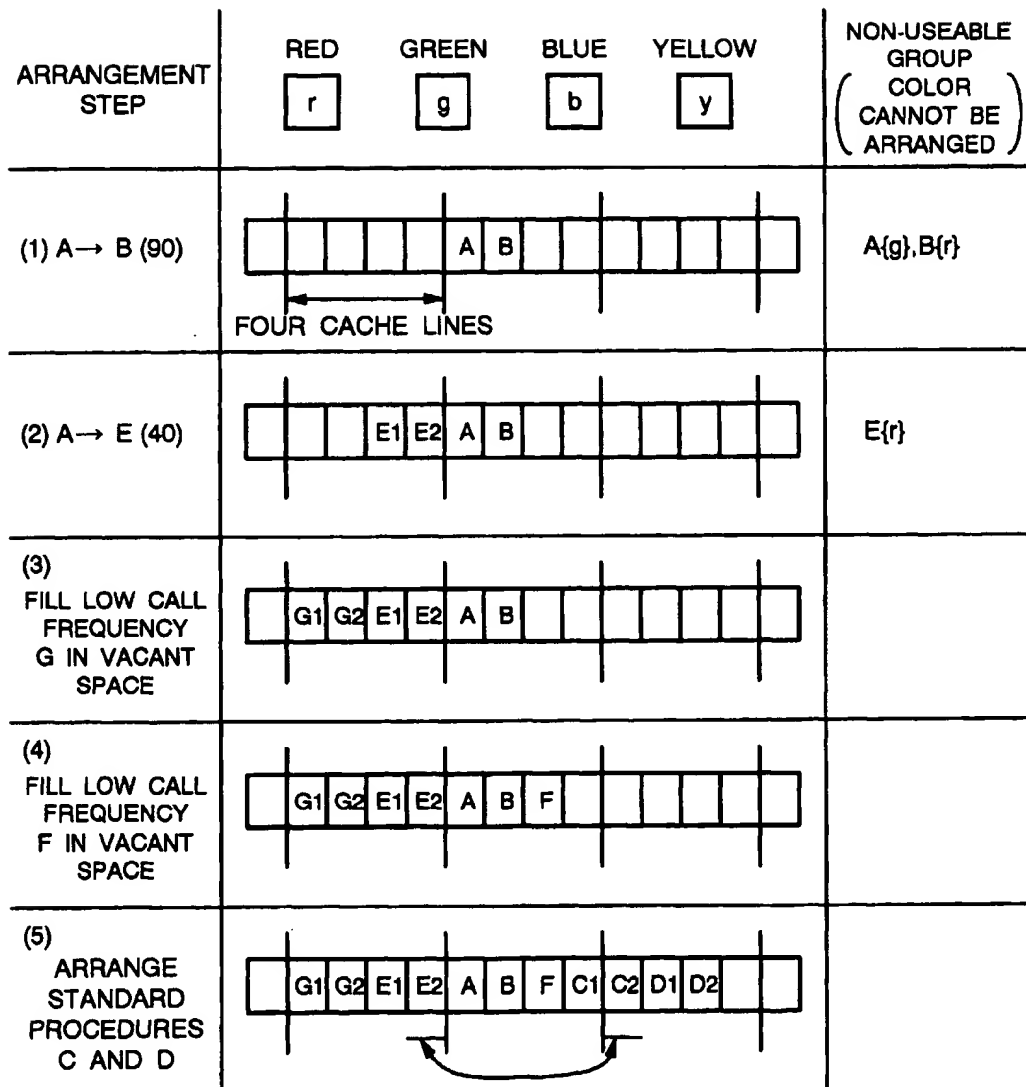 ARRANGEMENT
STEP
RED GREEN BLUE YELLOW
r g b y
NON-USEABLE
GROUP
COLOR
CANNOT BE
ARRANGED
(1) A → B (90)
A B
FOUR CACHE LINES
A{g},B{r}
(2) A → E (40)
E1 E2 A B
E{r}
(3)
FILL LOW CALL
FREQUENCY
G IN VACANT
SPACE
G1 G2 E1 E2 A B
(4)
FILL LOW CALL
FREQUENCY
F IN VACANT
SPACE
G1 G2 E1 E2 A B F
(5)
ARRANGE
STANDARD
PROCEDURES
C AND D
G1 G2 E1 E2 A B F C1 C2 D1 D2